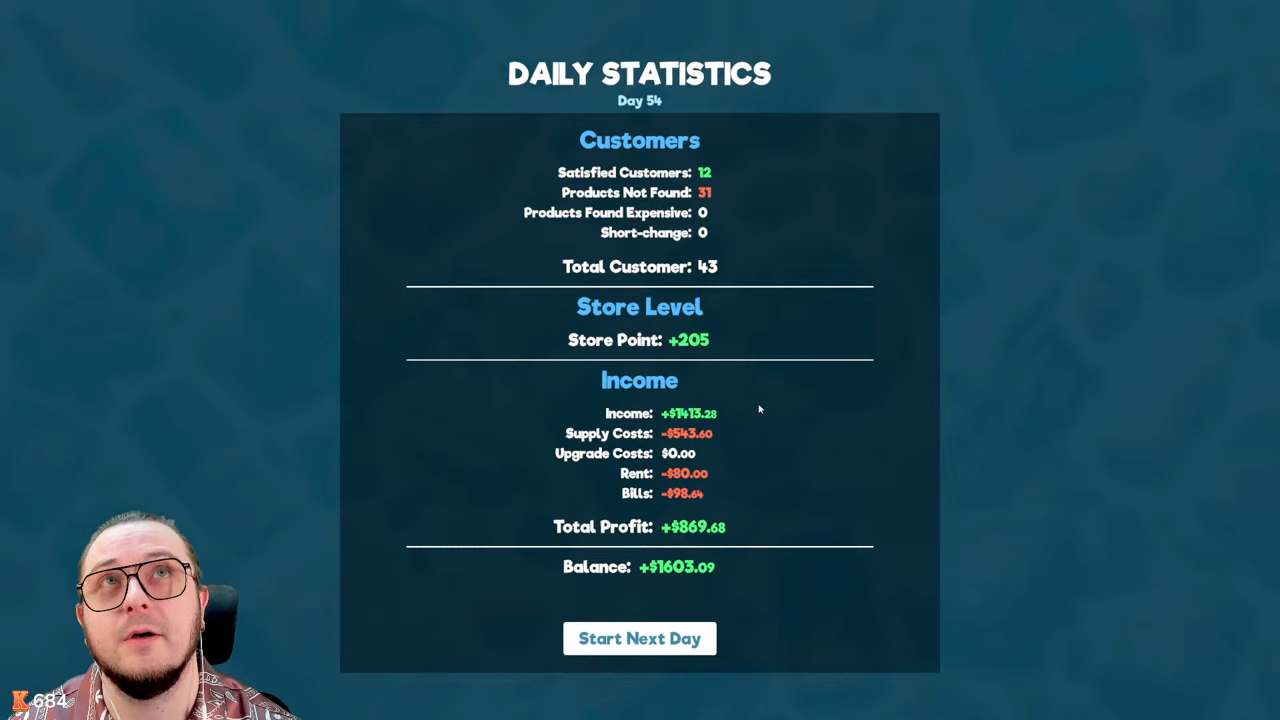 DAILY STATISTICS
Day 54
Customers
Satisfied Customers: 12
Products Not Found: 31
Products Found Expensive: 0
Short-change: 0
Total Customer: 43
Store Level
Store Point: +205
Income
Income: +$1413.28
Supply Costs: -$543.60
Upgrade Costs: $0.00
Rent: -$80.00
Bills: -$98.64
Total Profit: +$869.68
Balance: +$1603.09
Start Next Day
K 684